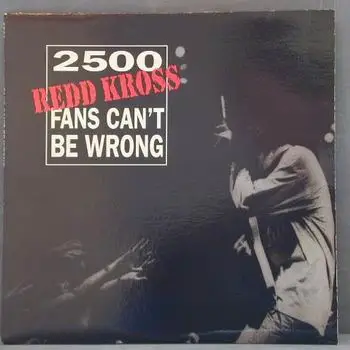 2500
REDD KROSS
FANS CAN'T
BE WRONG